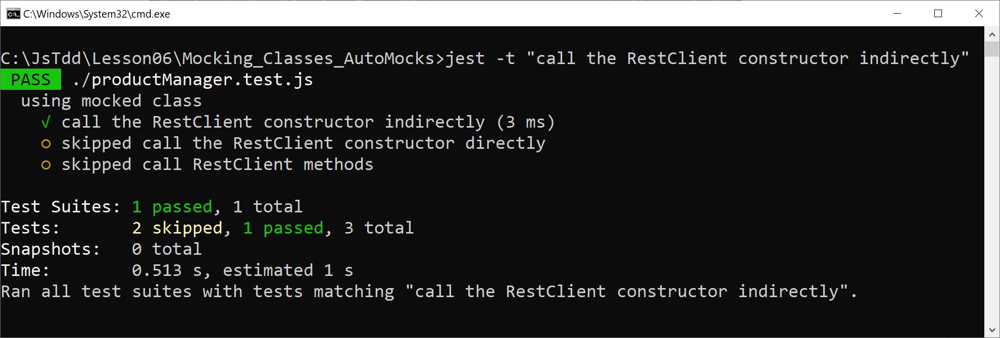 C:\Windows\System32\cmd.exe
C:\JsTdd\Lesson06\Mocking_Classes_AutoMocks>jest -t "call the RestClient constructor indirectly"
PASS ./productManager.test.js
using mocked class
√ call the RestClient constructor indirectly (3 ms)
○ skipped call the RestClient constructor directly
○ skipped call RestClient methods
Test Suites: 1 passed, 1 total
Tests: 2 skipped, 1 passed, 3 total
Snapshots: 0 total
Time: 0.513 s, estimated 1 s
Ran all test suites with tests matching "call the RestClient constructor indirectly".